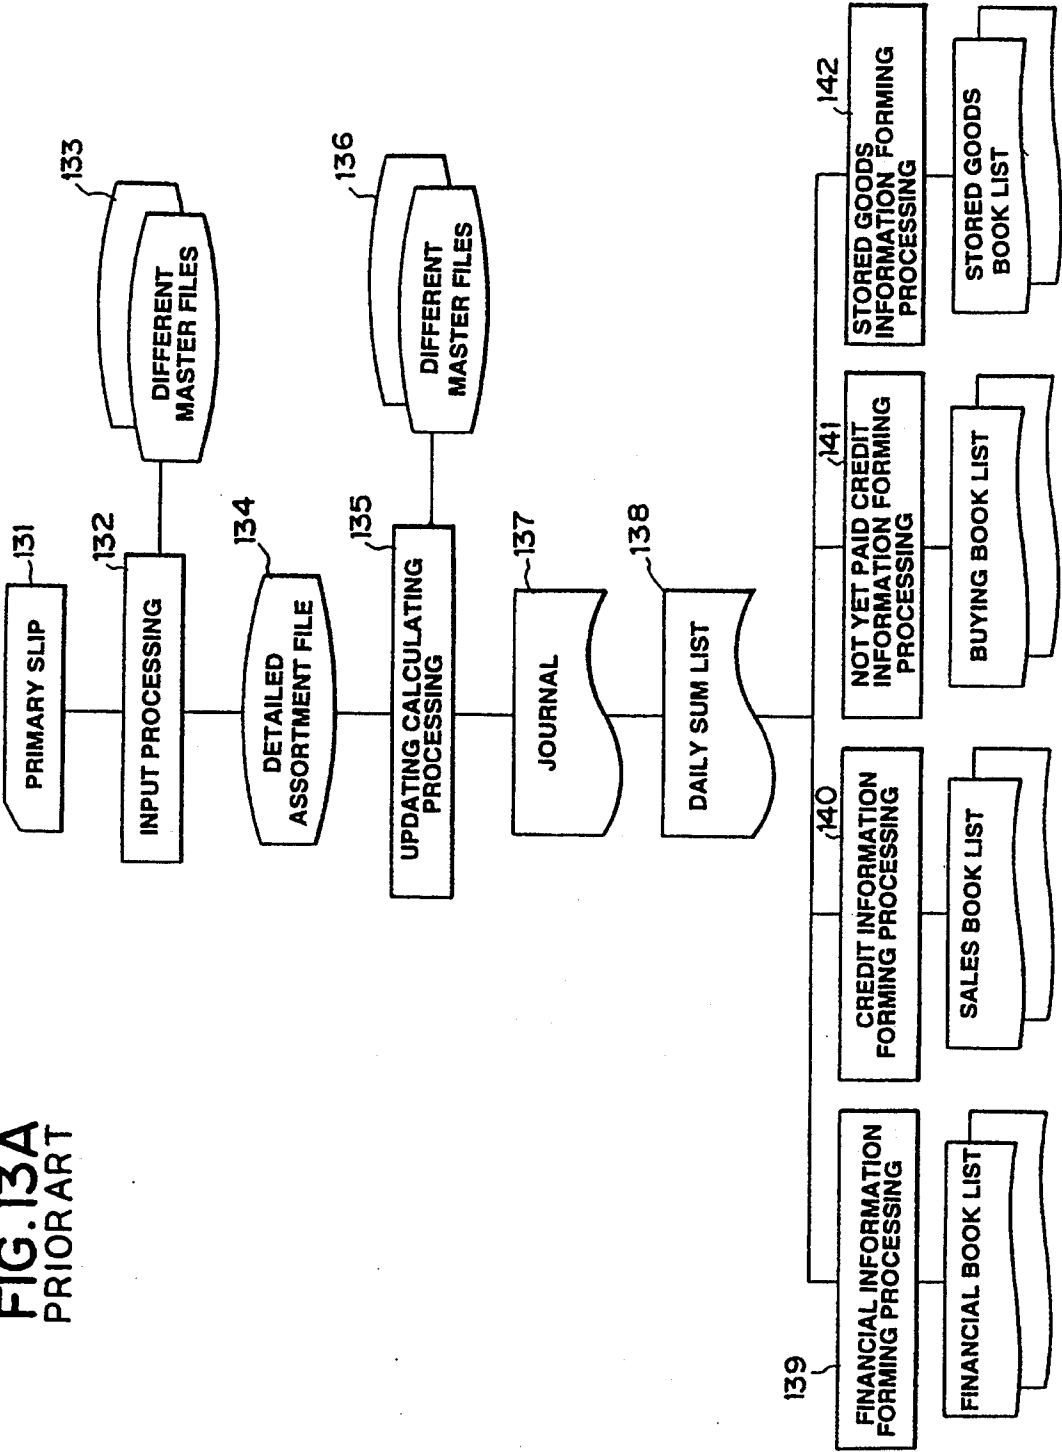 FIG.13A
PRIOR ART
PRIMARY SLIP
131
INPUT PROCESSING
132
DIFFERENT
MASTER FILES
133
DETAILED
ASSORTMENT FILE
134
UPDATING CALCULATING
PROCESSING
135
DIFFERENT
MASTER FILES
136
JOURNAL
137
DAILY SUM LIST
138
139
FINANCIAL INFORMATION
FORMING PROCESSING
FINANCIAL BOOK LIST
140
CREDIT INFORMATION
FORMING PROCESSING
SALES BOOK LIST
141
NOT YET PAID CREDIT
INFORMATION FORMING
PROCESSING
BUYING BOOK LIST
142
STORED GOODS
INFORMATION FORMING
PROCESSING
STORED GOODS
BOOK LIST